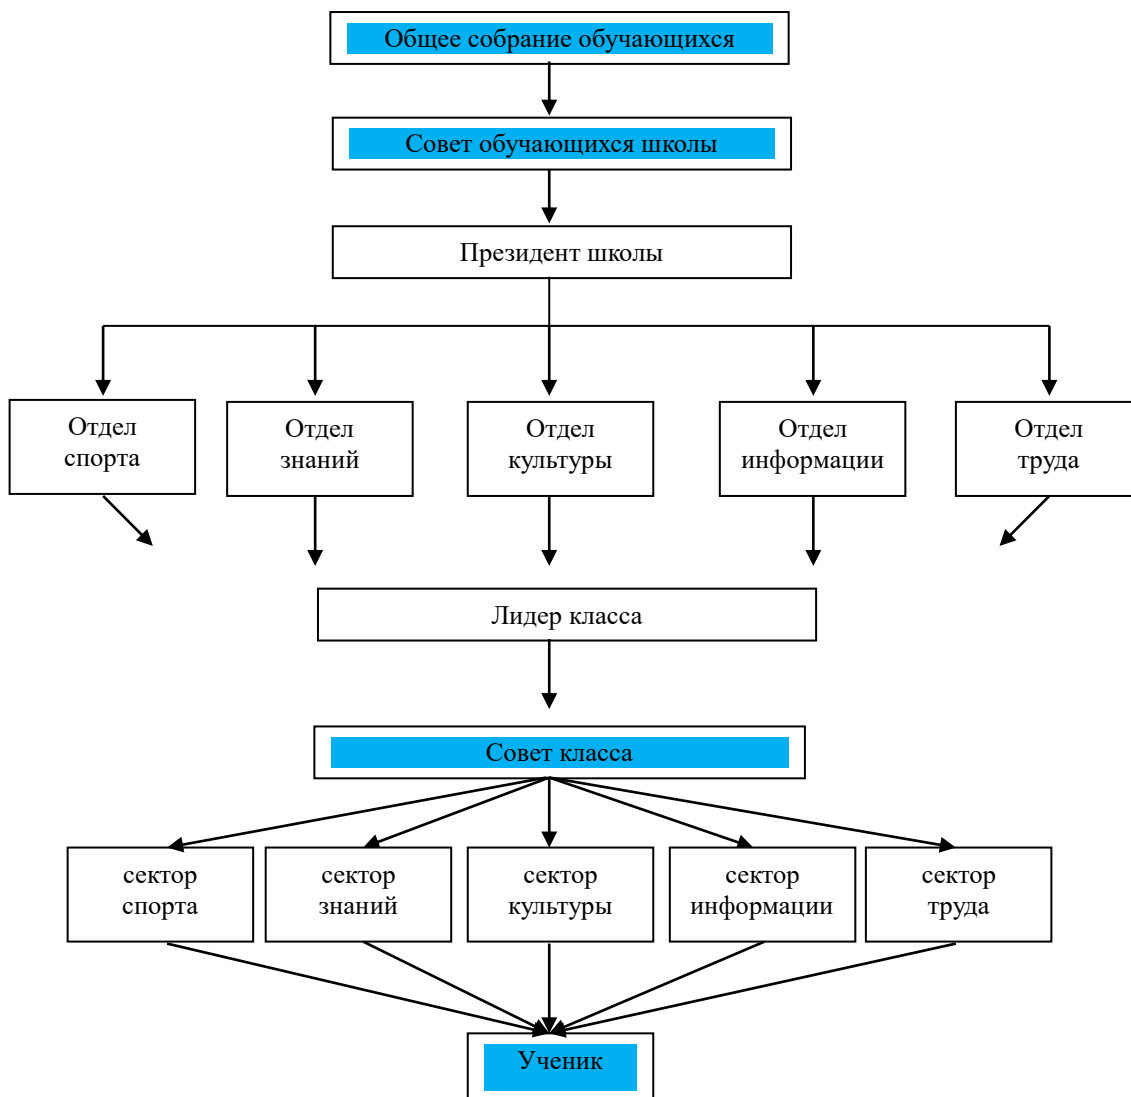 Общее собрание обучающихся
Совет обучающихся школы
Президент школы
Отдел
спорта
Отдел
знаний
Отдел
культуры
Отдел
информации
Отдел
труда
Лидер класса
Совет класса
сектор
спорта
сектор
знаний
сектор
культуры
сектор
информации
сектор
труда
Ученик